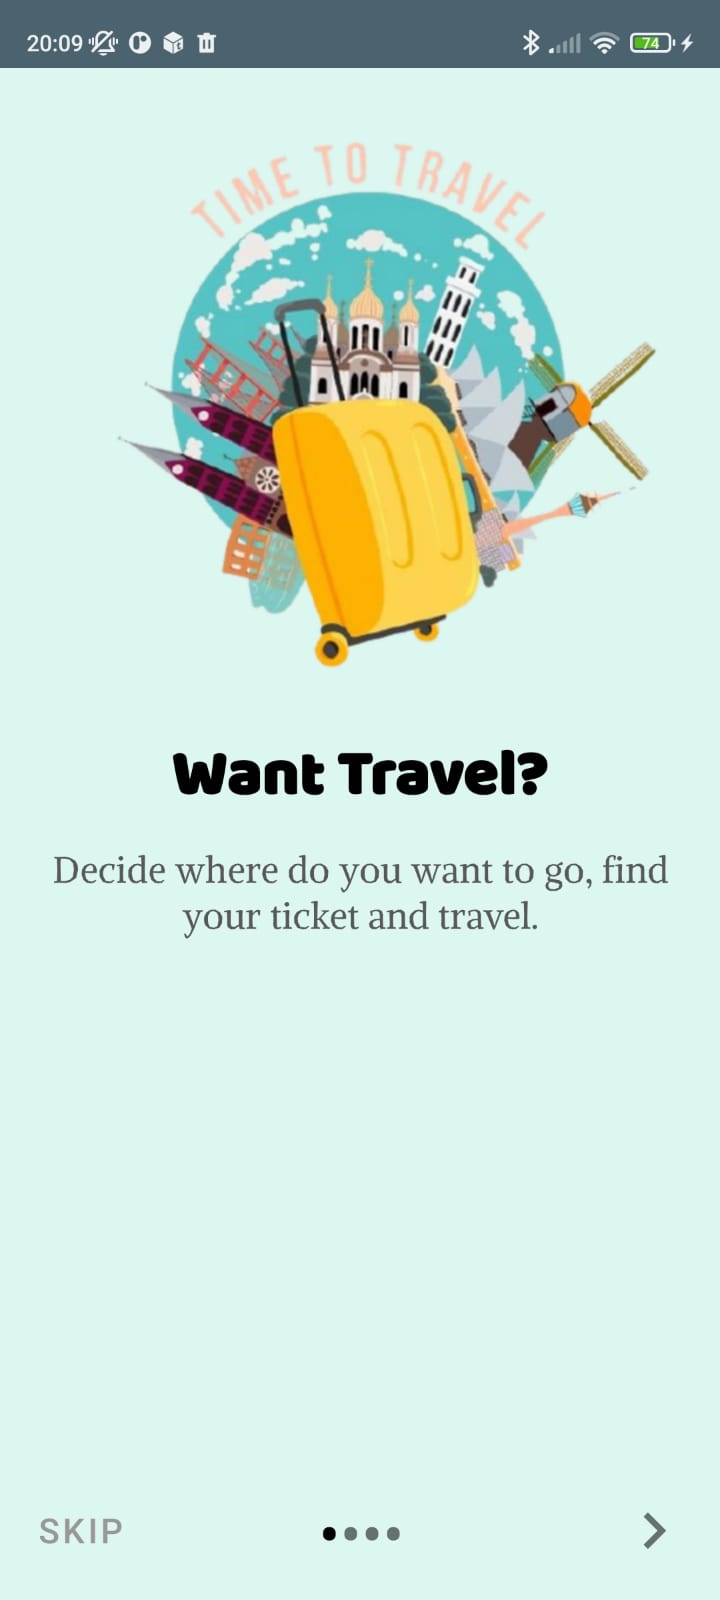 20:09
74
TIME TO TRAVEL
Want Travel?
Decide where do you want to go, find
your ticket and travel.
SKIP